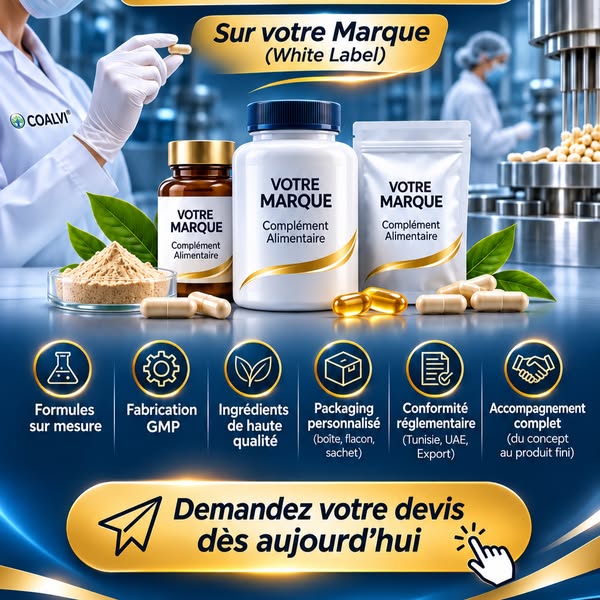 Sur votre Marque
(White Label)
COALVI®
VOTRE
MARQUE
Complément
Alimentaire
VOTRE
MARQUE
Complément
Alimentaire
VOTRE
MARQUE
Complément
Alimentaire
Formules
sur mesure
Fabrication
GMP
Ingrédients
de haute
qualité
Packaging
personnalisé
(boîte, flacon,
sachet)
Conformité
réglementaire
(Tunisie, UAE,
Export)
Accompagnement
complet
(du concept
au produit fini)
Demandez votre devis
dès aujourd'hui